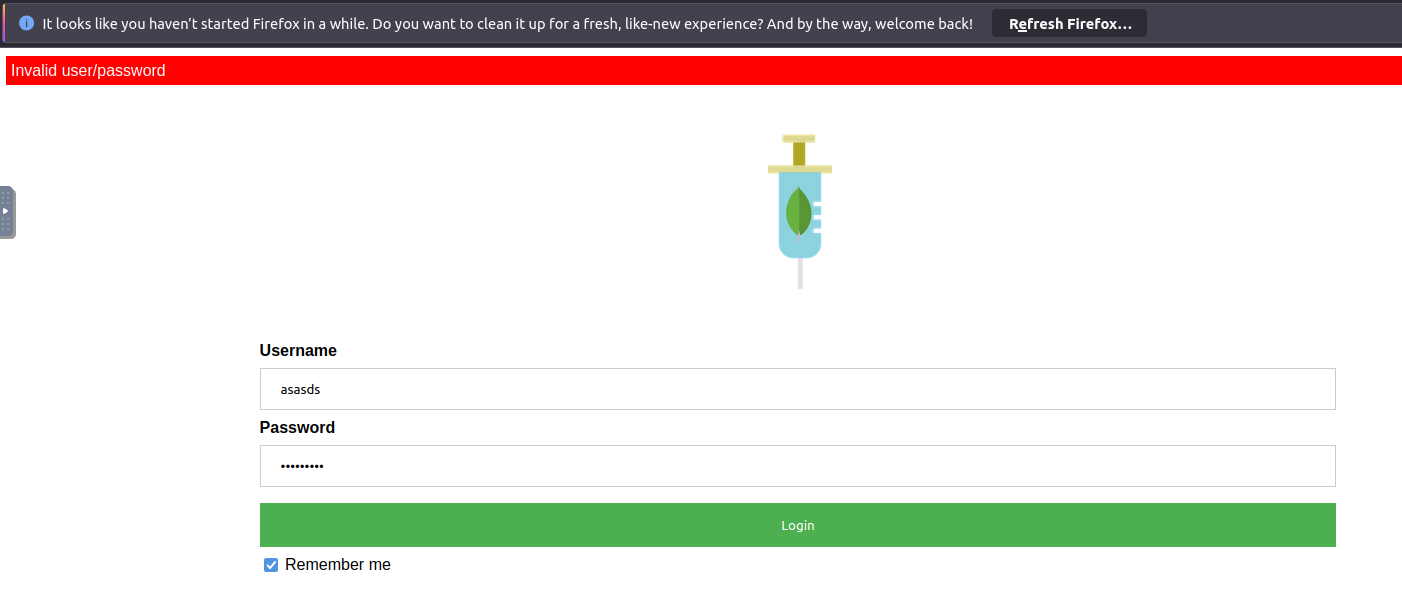 It looks like you haven’t started Firefox in a while. Do you want to clean it up for a fresh, like-new experience? And by the way, welcome back! Refresh Firefox…
Invalid user/password
Username
asasds
Password
•••••••••
Login
Remember me